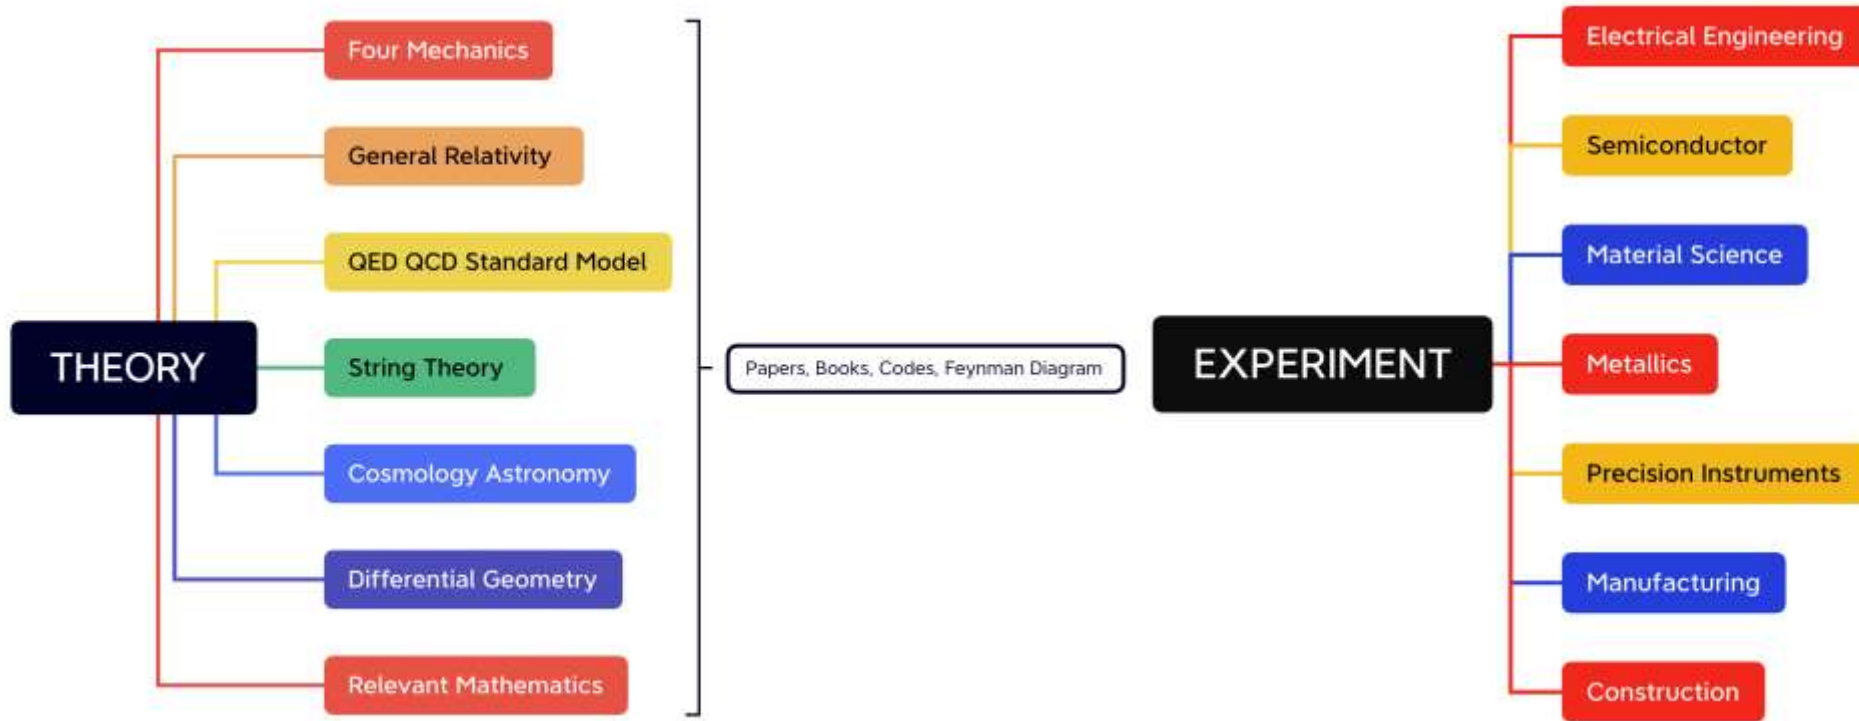 THEORY
Four Mechanics
General Relativity
QED QCD Standard Model
String Theory
Cosmology Astronomy
Differential Geometry
Relevant Mathematics
Papers, Books, Codes, Feynman Diagram
EXPERIMENT
Electrical Engineering
Semiconductor
Material Science
Metallics
Precision Instruments
Manufacturing
Construction